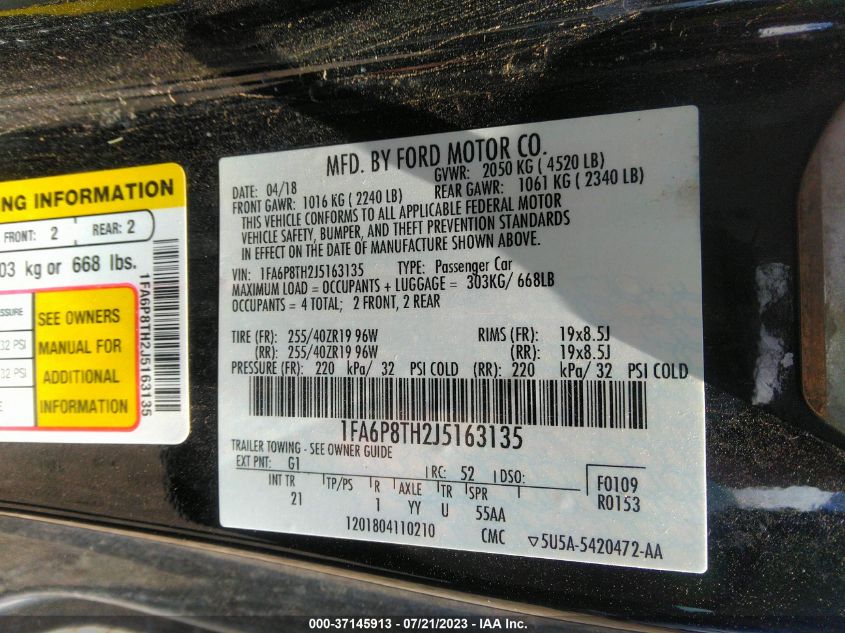 NG INFORMATION
FRONT: 2 REAR: 2
03 kg or 668 lbs.
SSURE
32 PSI
32 PSI
SEE OWNERS
MANUAL FOR
ADDITIONAL
INFORMATION
1FA6P8TH2J5163135
MFD. BY FORD MOTOR CO.
DATE: 04/18 GVWR: 2050 KG ( 4520 LB)
FRONT GAWR: 1016 KG ( 2240 LB) REAR GAWR: 1061 KG ( 2340 LB)
THIS VEHICLE CONFORMS TO ALL APPLICABLE FEDERAL MOTOR
VEHICLE SAFETY, BUMPER, AND THEFT PREVENTION STANDARDS
IN EFFECT ON THE DATE OF MANUFACTURE SHOWN ABOVE.
VIN: 1FA6P8TH2J5163135 TYPE: Passenger Car
MAXIMUM LOAD = OCCUPANTS + LUGGAGE = 303KG/ 668LB
OCCUPANTS = 4 TOTAL; 2 FRONT, 2 REAR
TIRE (FR): 255/40ZR19 96W RIMS (FR): 19x8.5J
(RR): 255/40ZR19 96W (RR): 19x8.5J
PRESSURE (FR): 220 kPa/ 32 PSI COLD (RR): 220 kPa/ 32 PSI COLD
1FA6P8TH2J5163135
TRAILER TOWING - SEE OWNER GUIDE
EXT PNT: G1 RC: 52 DSO: F0109
INT TR TP/PS R AXLE TR SPR R0153
21 1 YY U 55AA
1201804110210 CMC ▽5U5A-5420472-AA
000-37145913 - 07/21/2023 - IAA Inc.